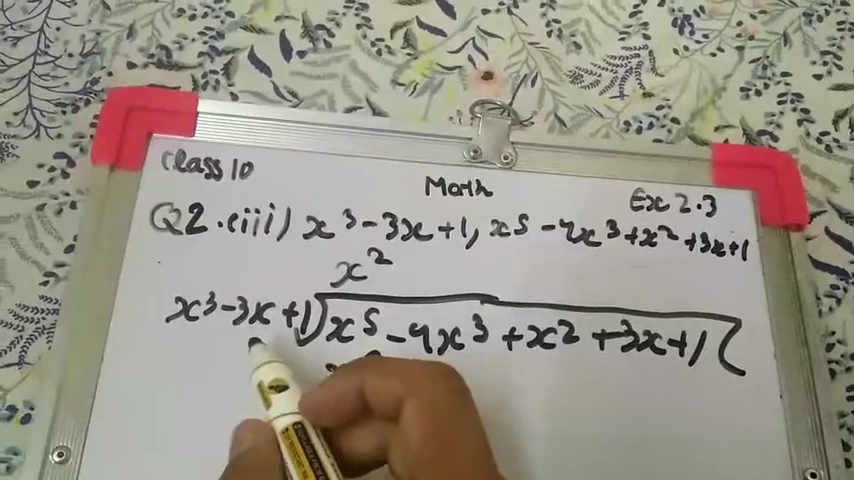 Class 10
Math
Ex 2.3
Q2.(iii) x³-3x+1, x⁵-4x³+x²+3x+1
x²
x³-3x+1)x⁵-4x³+x²+3x+1(